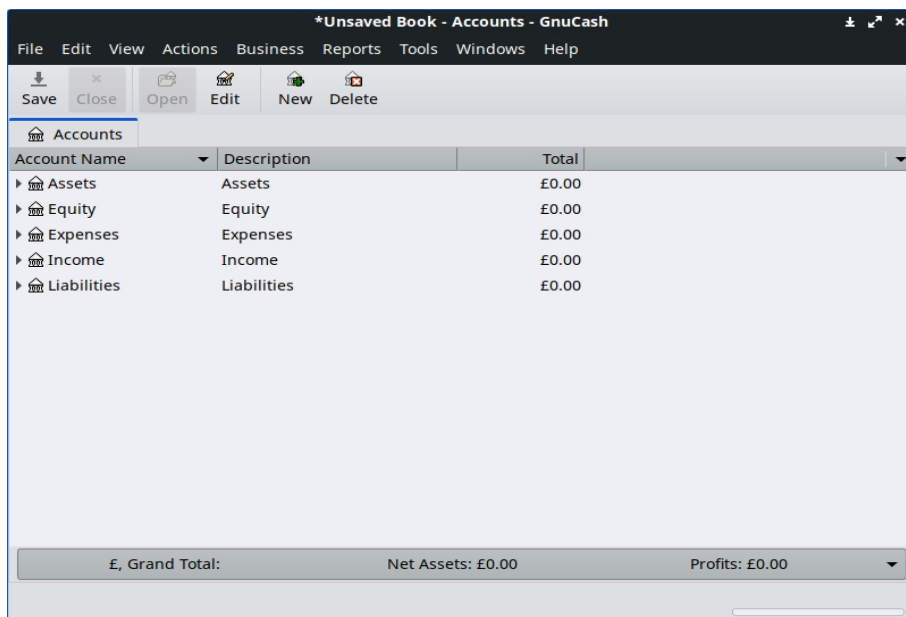 *Unsaved Book - Accounts - GnuCash
File Edit View Actions Business Reports Tools Windows Help
Save Close Open Edit New Delete
Accounts
Account Name Description Total
Assets Assets £0.00
Equity Equity £0.00
Expenses Expenses £0.00
Income Income £0.00
Liabilities Liabilities £0.00
£, Grand Total: Net Assets: £0.00 Profits: £0.00